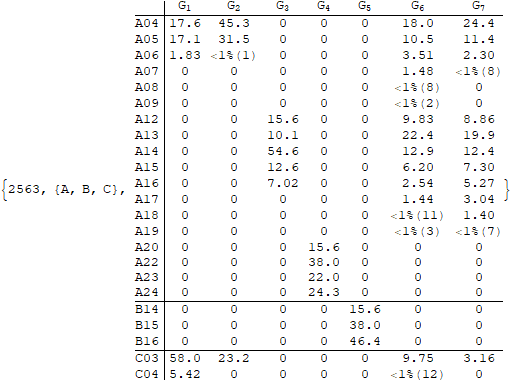 G1 G2 G3 G4 G5 G6 G7
A04 17.6 45.3 0 0 0 18.0 24.4
A05 17.1 31.5 0 0 0 10.5 11.4
A06 1.83 <1%(1) 0 0 0 3.51 2.30
A07 0 0 0 0 0 1.48 <1%(8)
A08 0 0 0 0 0 <1%(8) 0
A09 0 0 0 0 0 <1%(2) 0
A12 0 0 15.6 0 0 9.83 8.86
A13 0 0 10.1 0 0 22.4 19.9
A14 0 0 54.6 0 0 12.9 12.4
A15 0 0 12.6 0 0 6.20 7.30
{2563, {A, B, C}, A16 0 0 7.02 0 0 2.54 5.27 }
A17 0 0 0 0 0 1.44 3.04
A18 0 0 0 0 0 <1%(11) 1.40
A19 0 0 0 0 0 <1%(3) <1%(7)
A20 0 0 0 15.6 0 0 0
A22 0 0 0 38.0 0 0 0
A23 0 0 0 22.0 0 0 0
A24 0 0 0 24.3 0 0 0
B14 0 0 0 0 15.6 0 0
B15 0 0 0 0 38.0 0 0
B16 0 0 0 0 46.4 0 0
C03 58.0 23.2 0 0 0 9.75 3.16
C04 5.42 0 0 0 0 <1%(12) 0